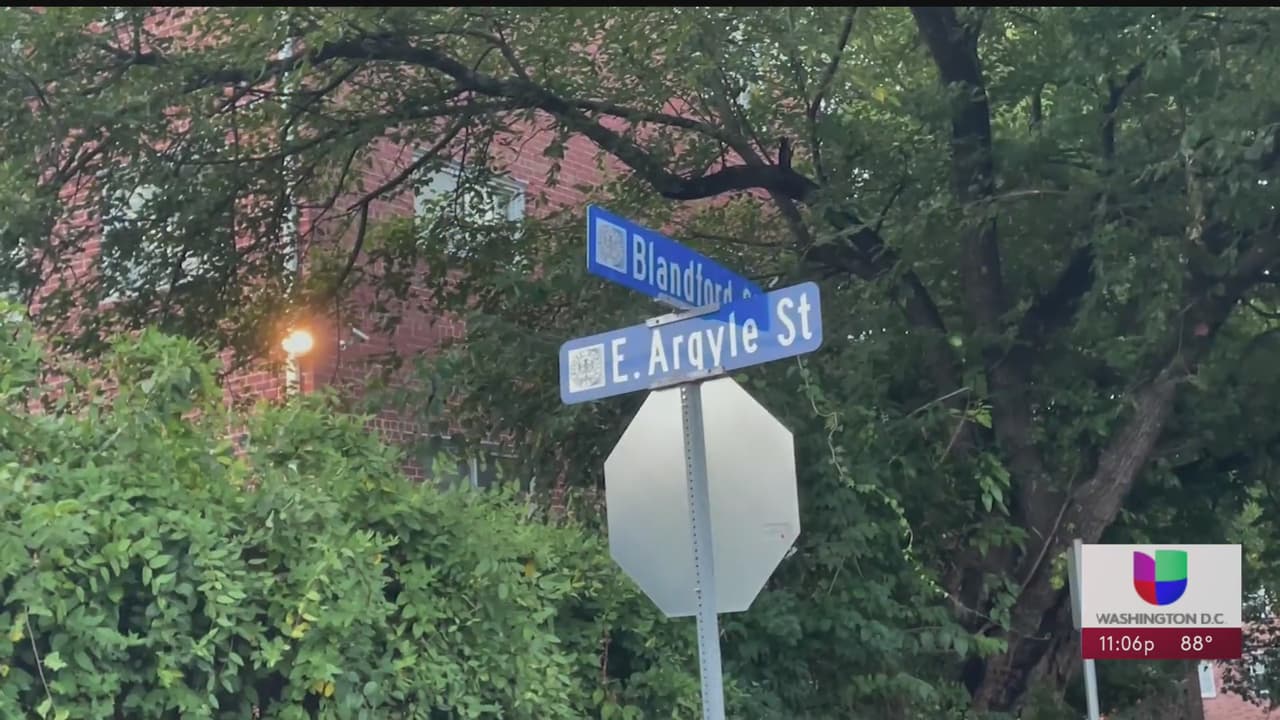 Blandford
E. Argyle St
WASHINGTON D.C.
11:06p 88°